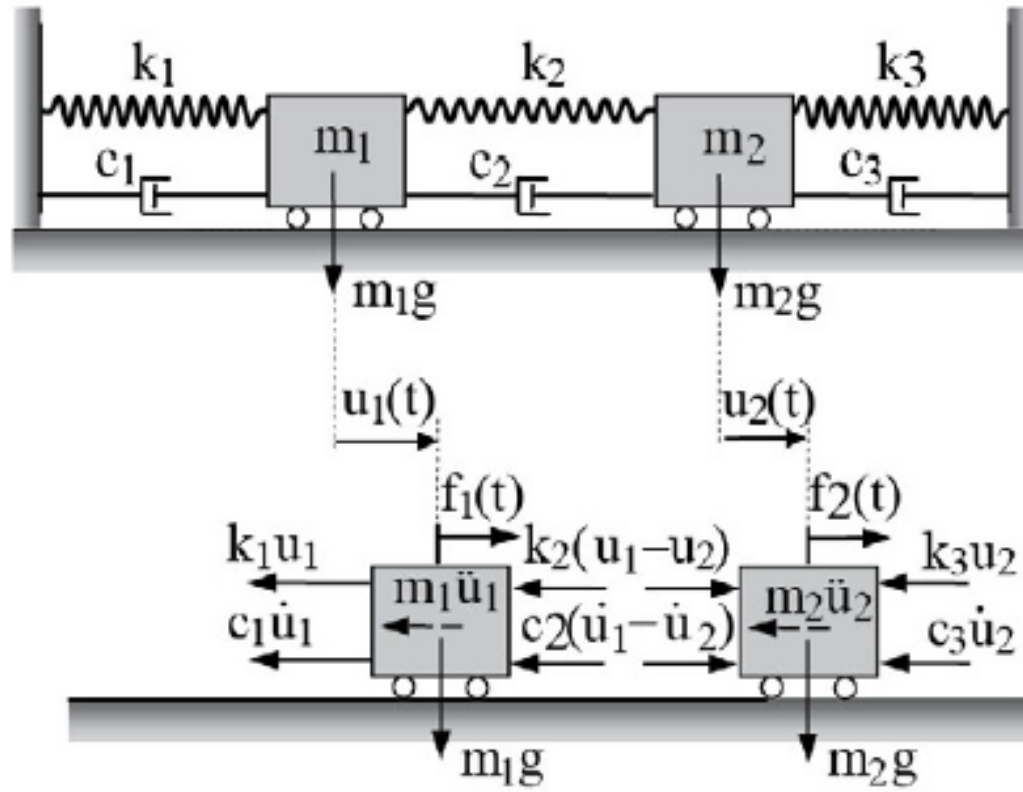 k₁ k₂ k₃
m₁ m₂
c₁ c₂ c₃
m₁g m₂g
u₁(t) u₂(t)
f₁(t) f₂(t)
k₁u₁ k₂(u₁−u₂) k₃u₂
m₁ü₁ m₂ü₂
c₁u̇₁ c₂(u̇₁−u̇₂) c₃u̇₂
m₁g m₂g